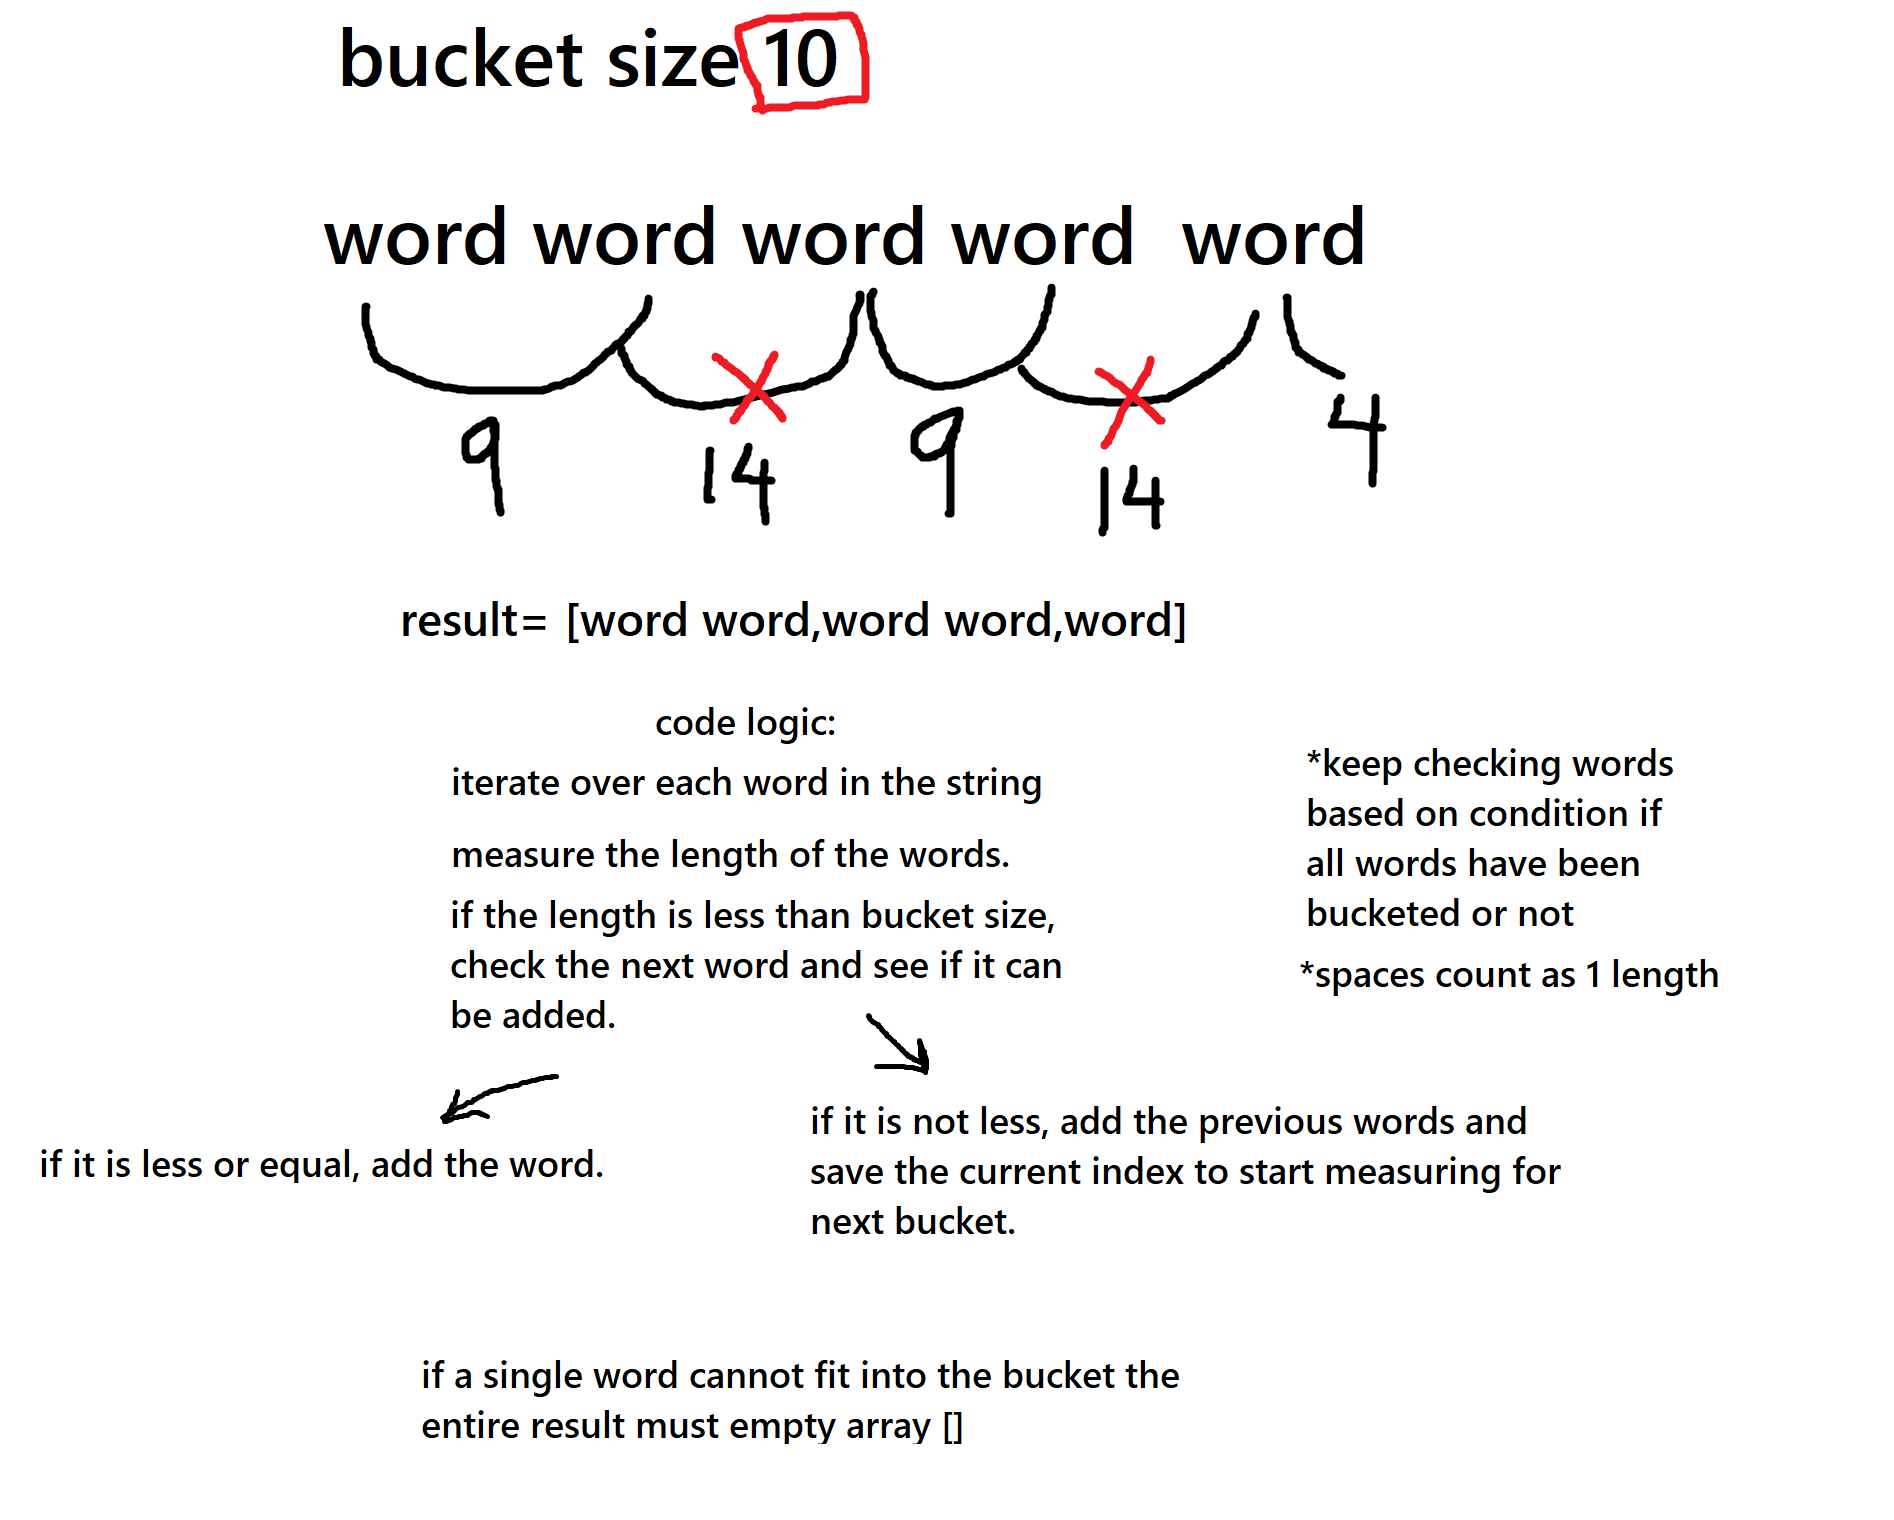 bucket size 10
word word word word word
9 14 9 14 4
result= [word word,word word,word]
code logic:
iterate over each word in the string
measure the length of the words.
if the length is less than bucket size,
check the next word and see if it can
be added.
*keep checking words
based on condition if
all words have been
bucketed or not
*spaces count as 1 length
if it is less or equal, add the word.
if it is not less, add the previous words and
save the current index to start measuring for
next bucket.
if a single word cannot fit into the bucket the
entire result must empty array []